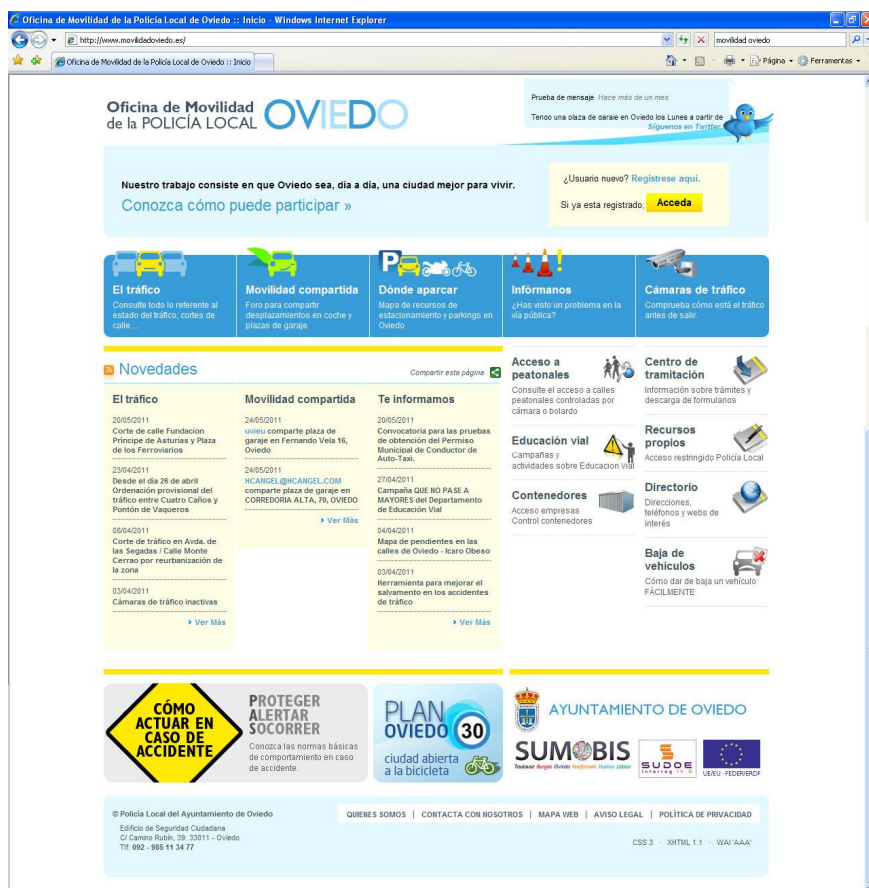 Oficina de Movilidad de la Policía Local de Oviedo :: Inicio - Windows Internet Explorer
http://www.movilidadoviedo.es/
movilidad oviedo
Oficina de Movilidad de la Policía Local de Oviedo :: Inicio
Página
Ferramentas
Oficina de Movilidad
de la POLICÍA LOCAL
OVIEDO
Prueba de mensaje Hace más de un mes
Tengo una plaza de garaje en Oviedo los Lunes a partir de
Síguenos en Twitter
Nuestro trabajo consiste en que Oviedo sea, día a día, una ciudad mejor para vivir.
Conozca cómo puede participar »
¿Usuario nuevo? Regístrese aquí.
Si ya esta registrado, Acceda
El tráfico
Consulte todo lo referente al
estado del tráfico, cortes de
calle ...
Movilidad compartida
Foro para compartir
desplazamientos en coche y
plazas de garaje
P
Dónde aparcar
Mapa de recursos de
estacionamiento y parkings en
Oviedo
Infórmanos
¿Has visto un problema en la
vía pública?
Cámaras de tráfico
Comprueba cómo está el tráfico
antes de salir.
Novedades
Compartir esta página
El tráfico
20/05/2011
Corte de calle Fundacion
Principe de Asturias y Plaza
de los Ferroviarios
23/04/2011
Desde el día 26 de abril
Ordenación provisional del
tráfico entre Cuatro Caños y
Pontón de Vaqueros
08/04/2011
Corte de tráfico en Avda. de
las Segadas / Calle Monte
Cerrao por reurbanización de
la zona
03/04/2011
Cámaras de tráfico inactivas
Ver Más
Movilidad compartida
24/05/2011
uvieu comparte plaza de
garaje en Fernando Vela 16,
Oviedo
24/05/2011
HCANGEL@HCANGEL.COM
comparte plaza de garaje en
CORREDORIA ALTA, 70, OVIEDO
Ver Más
Te informamos
20/05/2011
Convocatoria para las pruebas
de obtención del Permiso
Municipal de Conductor de
Auto-Taxi.
27/04/2011
Campaña QUE NO PASE A
MAYORES del Departamento
de Educación Vial
04/04/2011
Mapa de pendientes en las
calles de Oviedo - Icaro Obeso
03/04/2011
Herramienta para mejorar el
salvamento en los accidentes
de tráfico
Ver Más
Acceso a
peatonales
Consulte el acceso a calles
peatonales controladas por
cámara o bolardo
Educación vial
Campañas y
actividades sobre Educacion Vial
Contenedores
Acceso empresas
Control contenedores
Centro de
tramitación
Información sobre trámites y
descarga de formularios
Recursos
propios
Acceso restringido Policía Local
Directorio
Direcciones,
teléfonos y webs de
interés
Baja de
vehículos
Cómo dar de baja un vehículo
FÁCILMENTE
CÓMO
ACTUAR EN
CASO DE
ACCIDENTE
PROTEGER
ALERTAR
SOCORRER
Conozca las normas básicas
de comportamiento en caso
de accidente.
PLAN
OVIEDO 30
ciudad abierta
a la bicicleta
AYUNTAMIENTO DE OVIEDO
SUMOBIS
Toulouse Burgos Oviedo Perifornado Humor Lisboa
SUDOE
Interreg IV B
UE/EU - FEDER/ERDF
© Policía Local del Ayuntamiento de Oviedo
Edificio de Seguridad Ciudadana
C/ Camino Rubín, 39. 33011 - Oviedo
Tlf: 092 - 985 11 34 77
QUIENES SOMOS | CONTACTA CON NOSOTROS | MAPA WEB | AVISO LEGAL | POLÍTICA DE PRIVACIDAD
CSS 3 · XHTML 1.1 · WAI 'AAA'